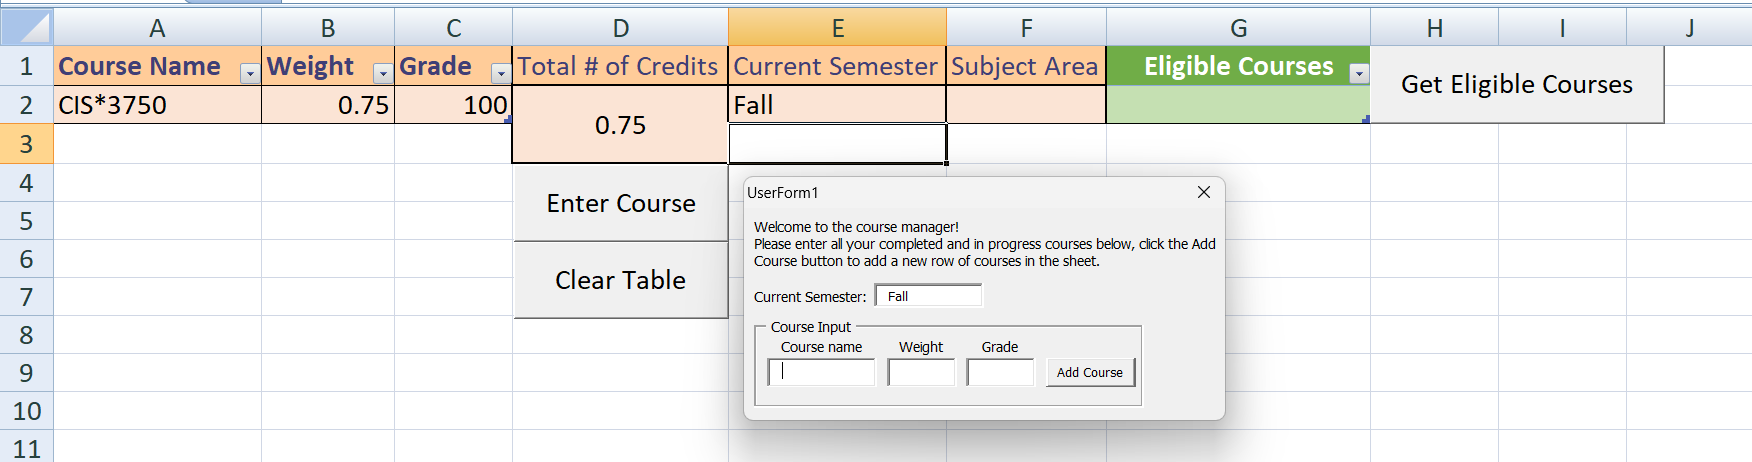 A B C D E F G H I J
1 Course Name Weight Grade Total # of Credits Current Semester Subject Area Eligible Courses Get Eligible Courses
2 CIS*3750 0.75 100 0.75 Fall
3
4
Enter Course
5
6
Clear Table
7
8
9
10
11
UserForm1
Welcome to the course manager!
Please enter all your completed and in progress courses below, click the Add
Course button to add a new row of courses in the sheet.
Current Semester: Fall
Course Input
Course name Weight Grade
Add Course